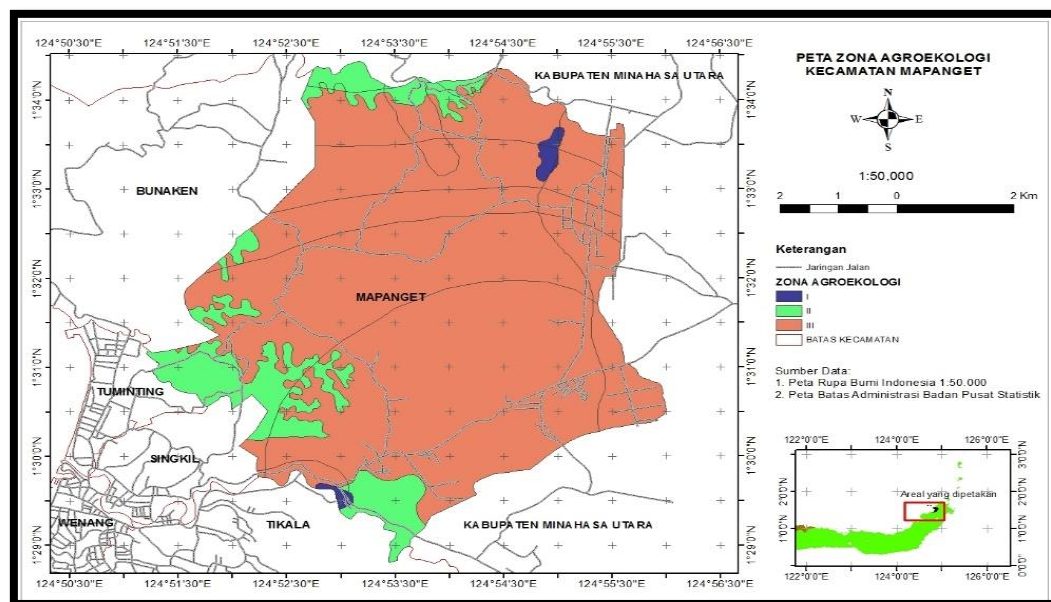 124°50'30"E 124°51'30"E 124°52'30"E 124°53'30"E 124°54'30"E 124°55'30"E 124°56'30"E
1°34'0"N
1°33'0"N
1°32'0"N
1°31'0"N
1°30'0"N
1°29'0"N
KABUPATEN MINAHASA UTARA
BUNAKEN
MAPANGET
TUMINTING
SINGKIL
WENANG
TIKALA
KABUPATEN MINAHASA UTARA
1°34'0"N
1°33'0"N
1°32'0"N
1°31'0"N
1°30'0"N
1°29'0"N
124°50'30"E 124°51'30"E 124°52'30"E 124°53'30"E 124°54'30"E 124°55'30"E 124°56'30"E
PETA ZONA AGROEKOLOGI
KECAMATAN MAPANGET
N
W E
S
1:50,000
2 1 0 2 Km
Keterangan
Jaringan Jalan
ZONA AGROEKOLOGI
I
II
III
BATAS KECAMATAN
Sumber Data:
1. Peta Rupa Bumi Indonesia 1:50.000
2. Peta Batas Administrasi Badan Pusat Statistik
122°0'0"E 124°0'0"E 126°0'0"E
Areal yang dipetakan
1°0'0"N
3°0'0"N
2°0'0"N
1°0'0"N
0°0'0"
122°0'0"E 124°0'0"E 126°0'0"E